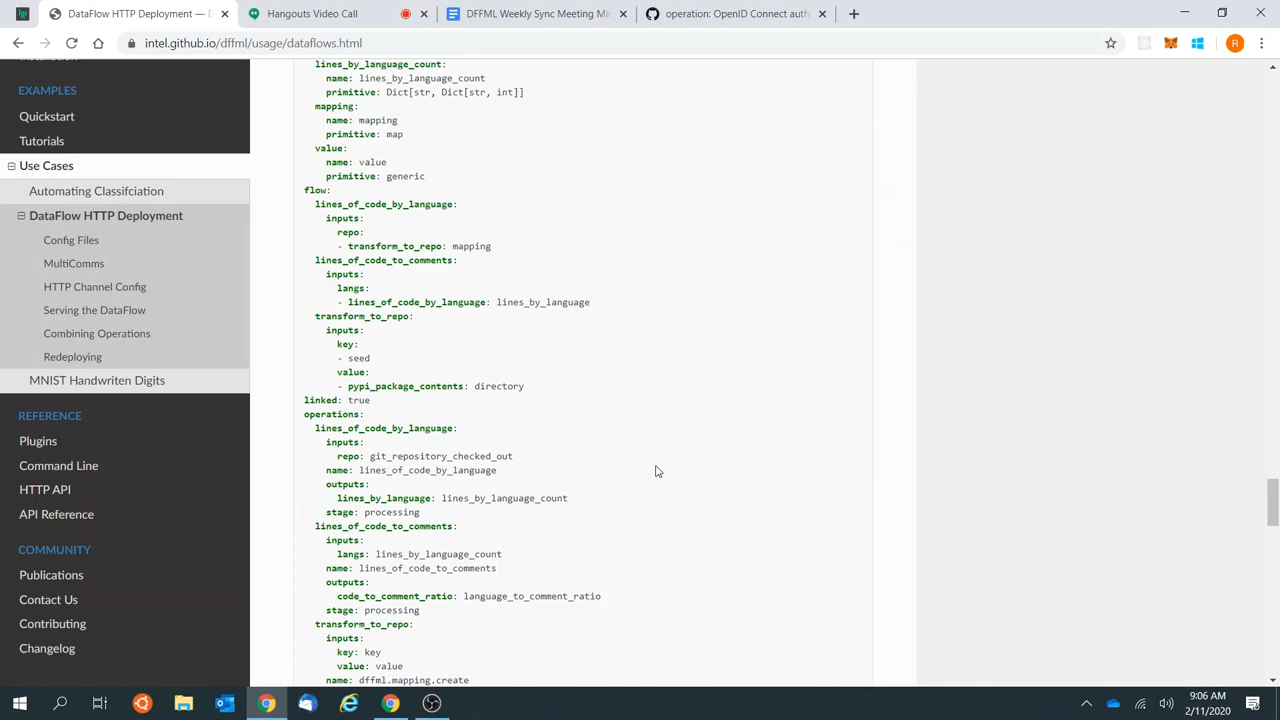 DataFlow HTTP Deployment —
Hangouts Video Call
DFFML Weekly Sync Meeting Min
operation: OpenID Connect auth
intel.github.io/dffml/usage/dataflows.html
R
EXAMPLES
Quickstart
Tutorials
Use Cases
Automating Classifciation
DataFlow HTTP Deployment
Config Files
MultiComms
HTTP Channel Config
Serving the DataFlow
Combining Operations
Redeploying
MNIST Handwriten Digits
REFERENCE
Plugins
Command Line
HTTP API
API Reference
COMMUNITY
Publications
Contact Us
Contributing
Changelog
lines_by_language_count:
name: lines_by_language_count
primitive: Dict[str, Dict[str, int]]
mapping:
name: mapping
primitive: map
value:
name: value
primitive: generic
flow:
lines_of_code_by_language:
inputs:
repo:
- transform_to_repo: mapping
lines_of_code_to_comments:
inputs:
langs:
- lines_of_code_by_language: lines_by_language
transform_to_repo:
inputs:
key:
- seed
value:
- pypi_package_contents: directory
linked: true
operations:
lines_of_code_by_language:
inputs:
repo: git_repository_checked_out
name: lines_of_code_by_language
outputs:
lines_by_language: lines_by_language_count
stage: processing
lines_of_code_to_comments:
inputs:
langs: lines_by_language_count
name: lines_of_code_to_comments
outputs:
code_to_comment_ratio: language_to_comment_ratio
stage: processing
transform_to_repo:
inputs:
key: key
value: value
name: dffml.mapping.create
9:06 AM
2/11/2020